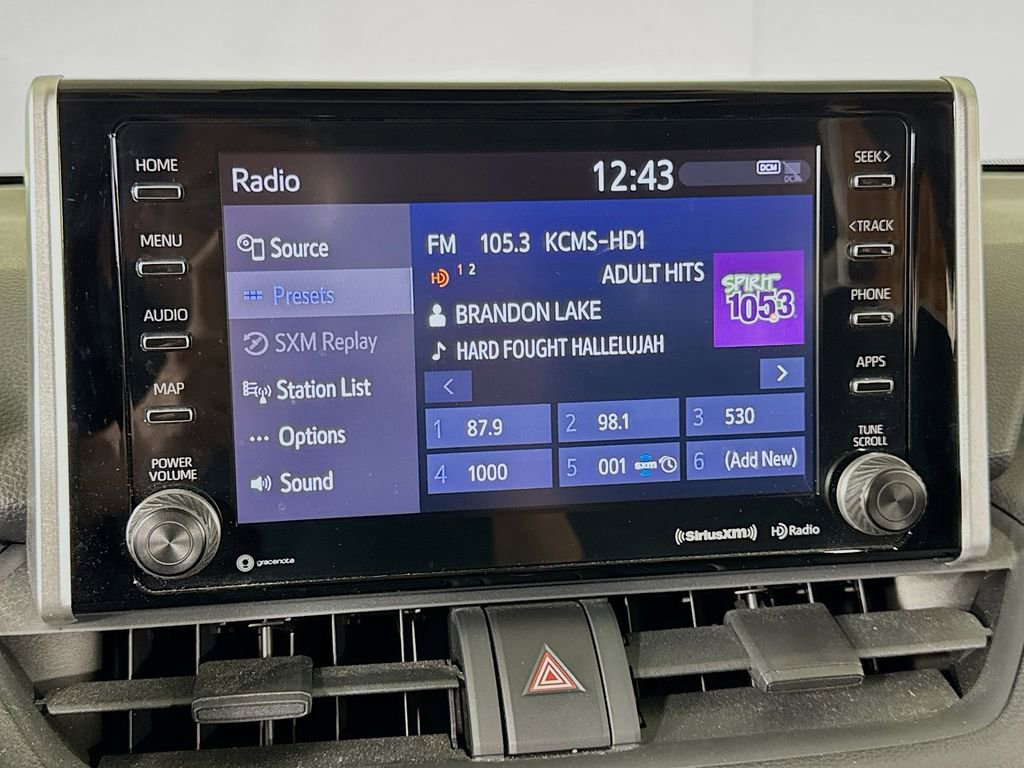 HOME
MENU
AUDIO
MAP
POWER
VOLUME
Radio
12:43
DCM
DCM
Source
Presets
SXM Replay
Station List
Options
Sound
FM 105.3 KCMS-HD1
HD 1 2
ADULT HITS
SPIRIT
105.3
BRANDON LAKE
HARD FOUGHT HALLELUJAH
<
>
1 87.9
2 98.1
3 530
4 1000
5 001 sxm
6 (Add New)
SEEK>
<TRACK
PHONE
APPS
TUNE
SCROLL
gracenote
((SiriusXM))
HD Radio